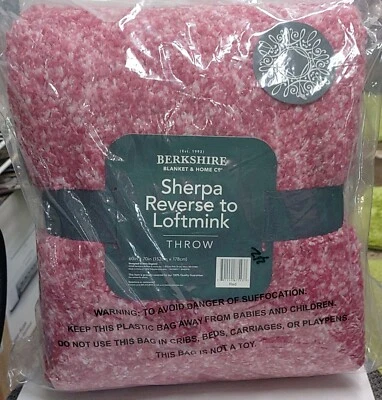 EST. 1993
BERKSHIRE
BLANKET & HOME CO
Sherpa
Reverse to
Loftmink
THROW
WARNING: TO AVOID DANGER OF SUFFOCATION:
KEEP THIS PLASTIC BAG AWAY FROM BABIES AND CHILDREN.
DO NOT USE THIS BAG IN CRIBS, BEDS, CARRIAGES, OR PLAYPENS.
THIS BAG IS NOT A TOY.